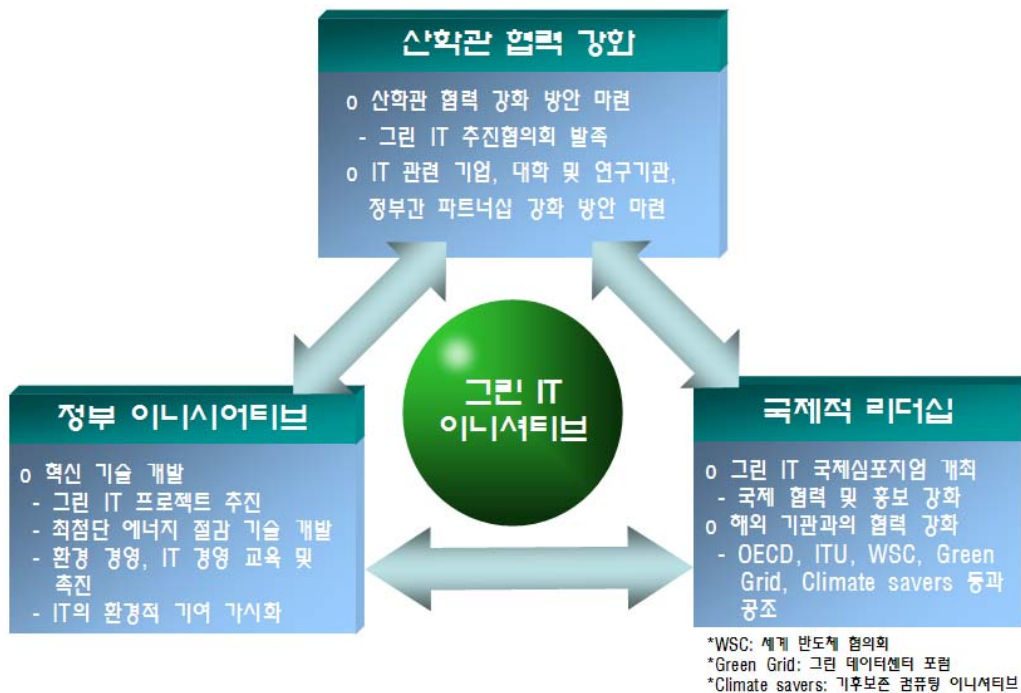 산학관 협력 강화
o 산학관 협력 강화 방안 마련
- 그린 IT 추진협의회 발족
o IT 관련 기업, 대학 및 연구기관,
정부간 파트너십 강화 방안 마련
그린 IT
이니셔티브
정부 이니시어티브
o 혁신 기술 개발
- 그린 IT 프로젝트 추진
- 최첨단 에너지 절감 기술 개발
- 환경 경영, IT 경영 교육 및
촉진
- IT의 환경적 기여 가시화
국제적 리더십
o 그린 IT 국제심포지엄 개최
- 국제 협력 및 홍보 강화
o 해외 기관과의 협력 강화
- OECD, ITU, WSC, Green
Grid, Climate savers 등과
공조
*WSC: 세계 반도체 협의회
*Green Grid: 그린 데이터센터 포럼
*Climate savers: 기후보존 컴퓨팅 이니셔티브